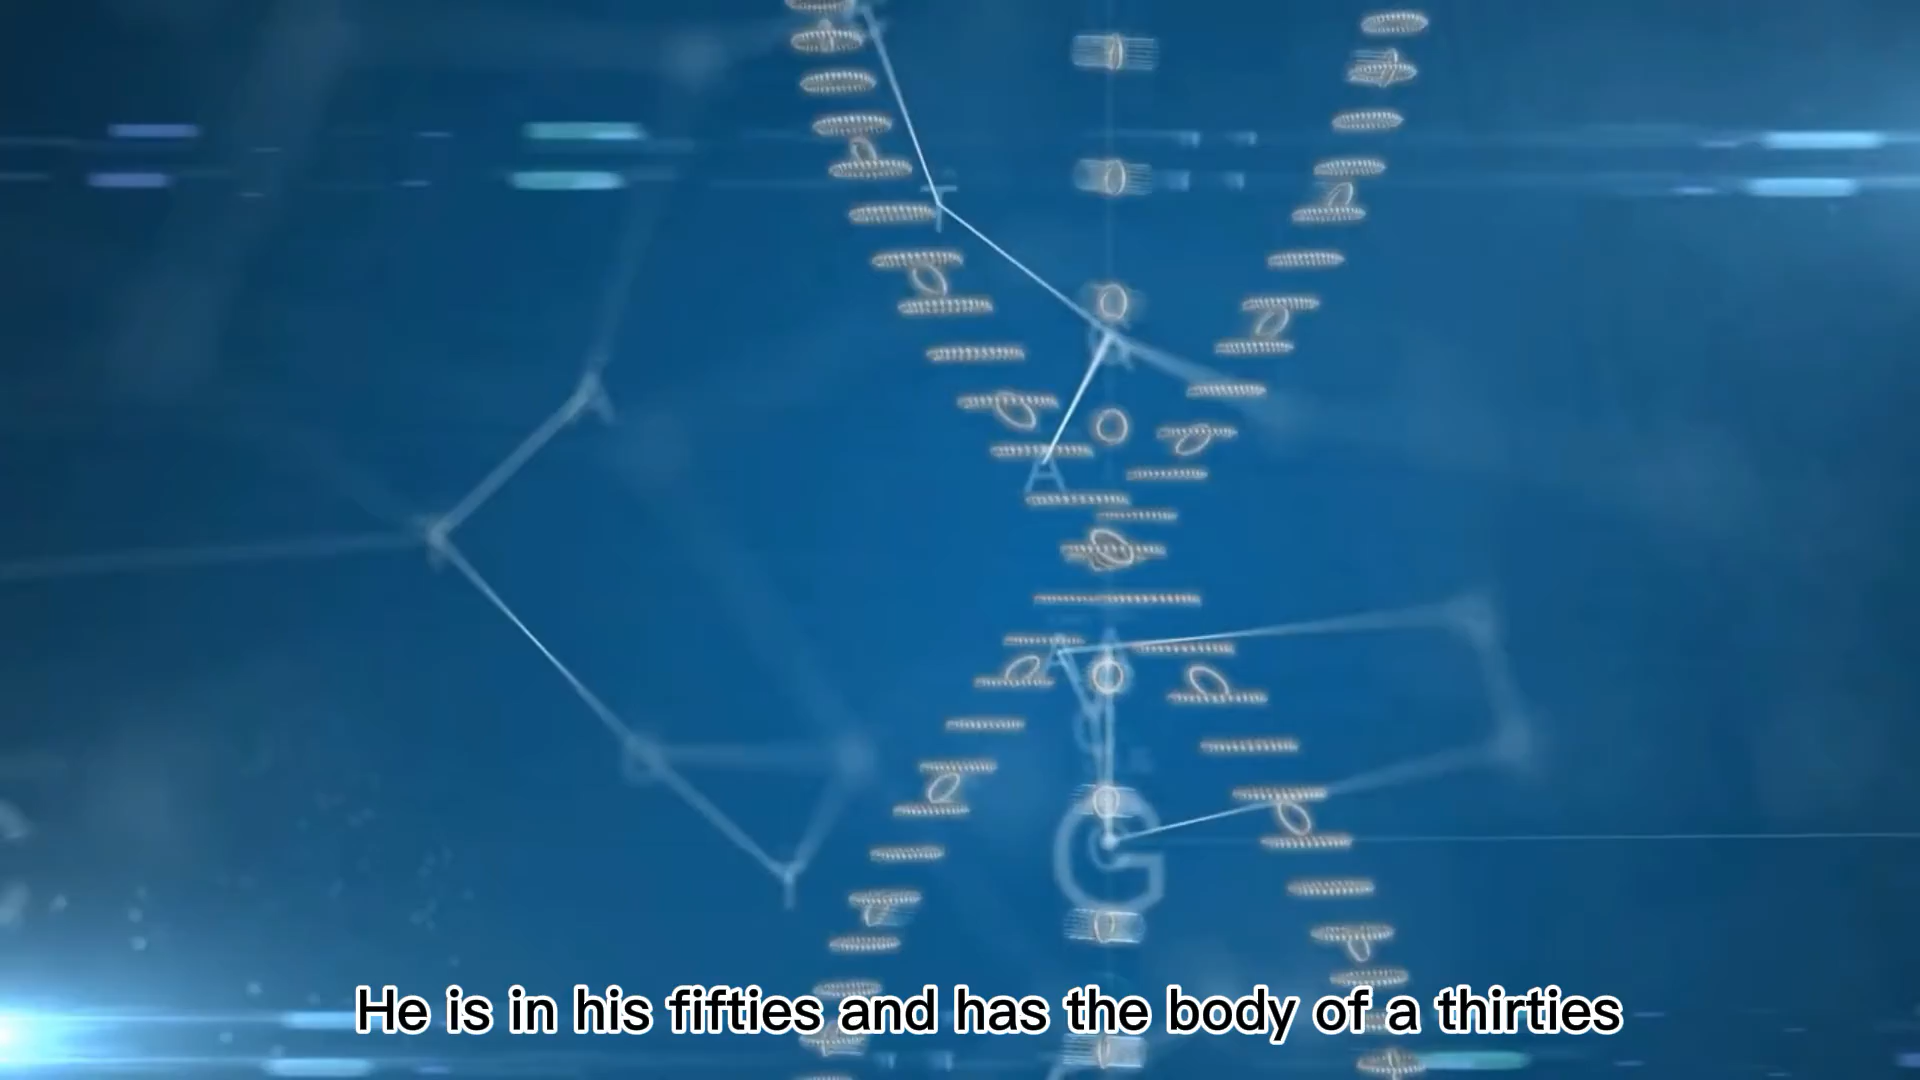 T
A
G
He is in his fifties and has the body of a thirties